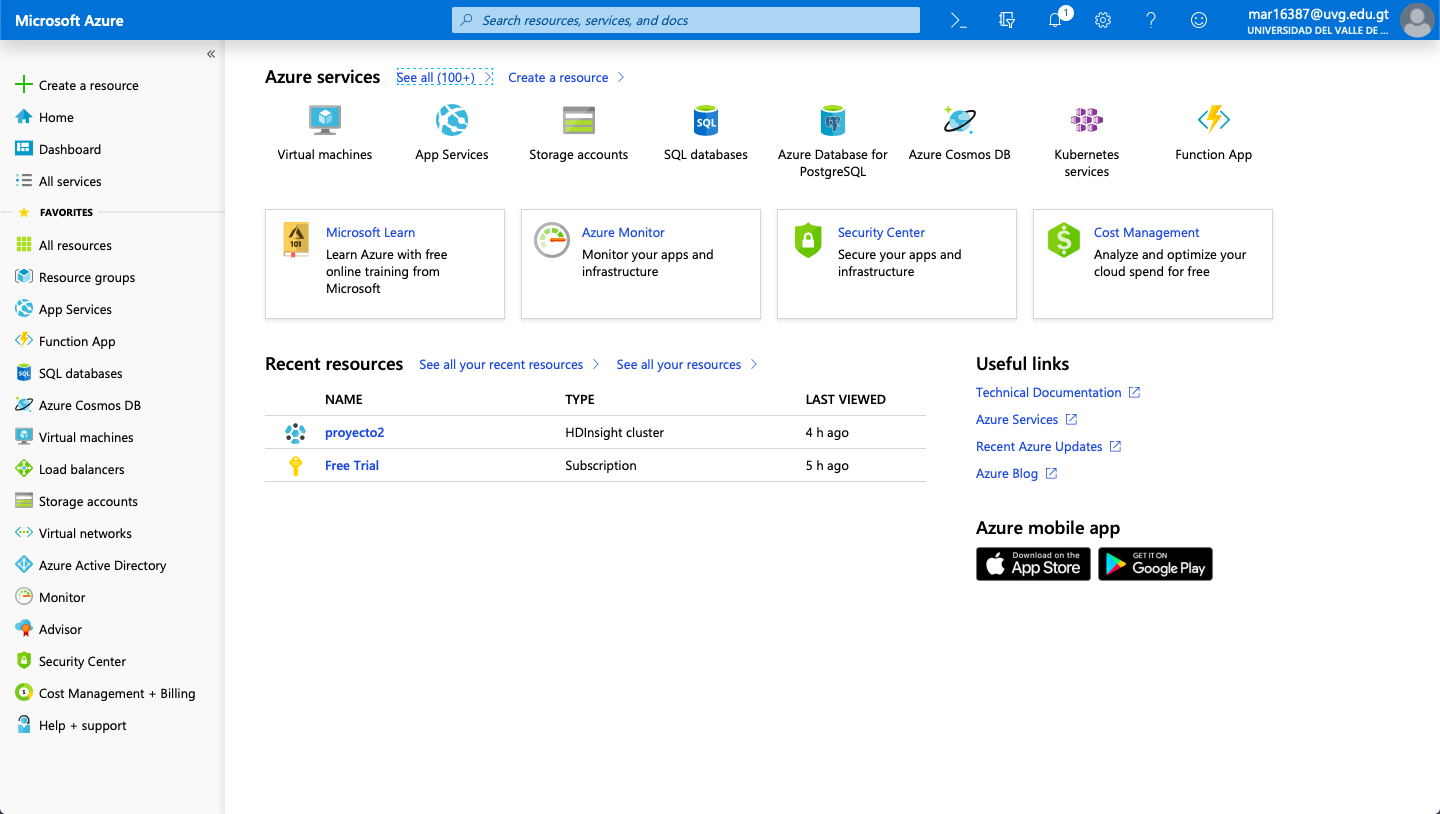 Microsoft Azure
Search resources, services, and docs
1
mar16387@uvg.edu.gt
UNIVERSIDAD DEL VALLE DE ...
Create a resource
Home
Dashboard
All services
FAVORITES
All resources
Resource groups
App Services
Function App
SQL databases
Azure Cosmos DB
Virtual machines
Load balancers
Storage accounts
Virtual networks
Azure Active Directory
Monitor
Advisor
Security Center
Cost Management + Billing
Help + support
Azure services
See all (100+)
Create a resource
Virtual machines
App Services
Storage accounts
SQL
SQL databases
Azure Database for
PostgreSQL
Azure Cosmos DB
Kubernetes
services
Function App
101
Microsoft Learn
Learn Azure with free
online training from
Microsoft
Azure Monitor
Monitor your apps and
infrastructure
Security Center
Secure your apps and
infrastructure
Cost Management
Analyze and optimize your
cloud spend for free
Recent resources
See all your recent resources
See all your resources
NAME TYPE LAST VIEWED
proyecto2 HDInsight cluster 4 h ago
Free Trial Subscription 5 h ago
Useful links
Technical Documentation
Azure Services
Recent Azure Updates
Azure Blog
Azure mobile app
Download on the
App Store
GET IT ON
Google Play